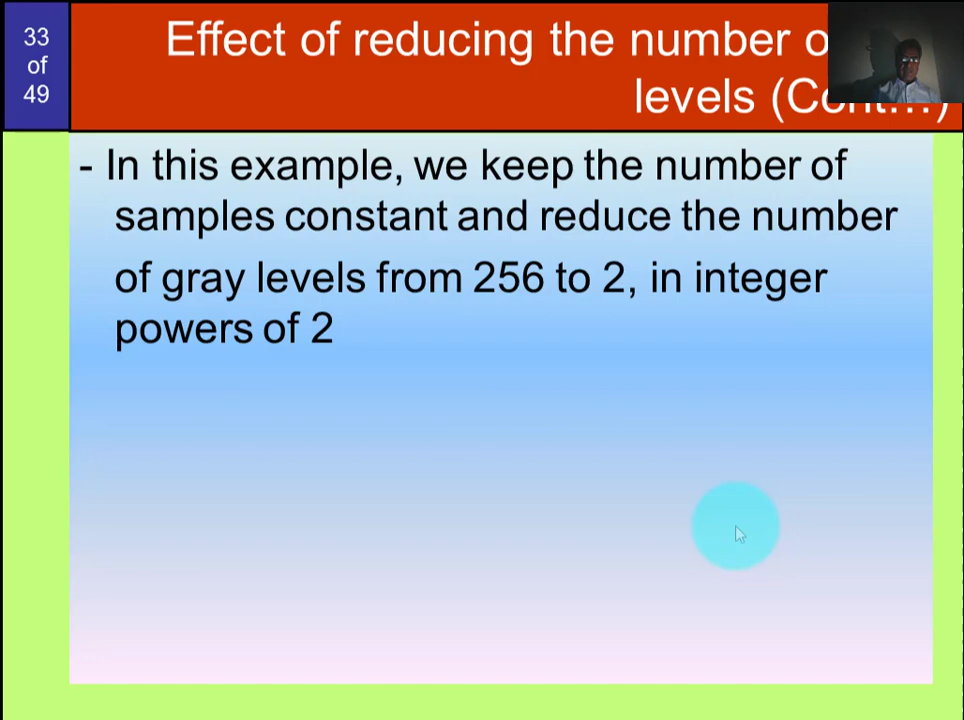 33
of
49
Effect of reducing the number
levels
- In this example, we keep the number of
samples constant and reduce the number
of gray levels from 256 to 2, in integer
powers of 2